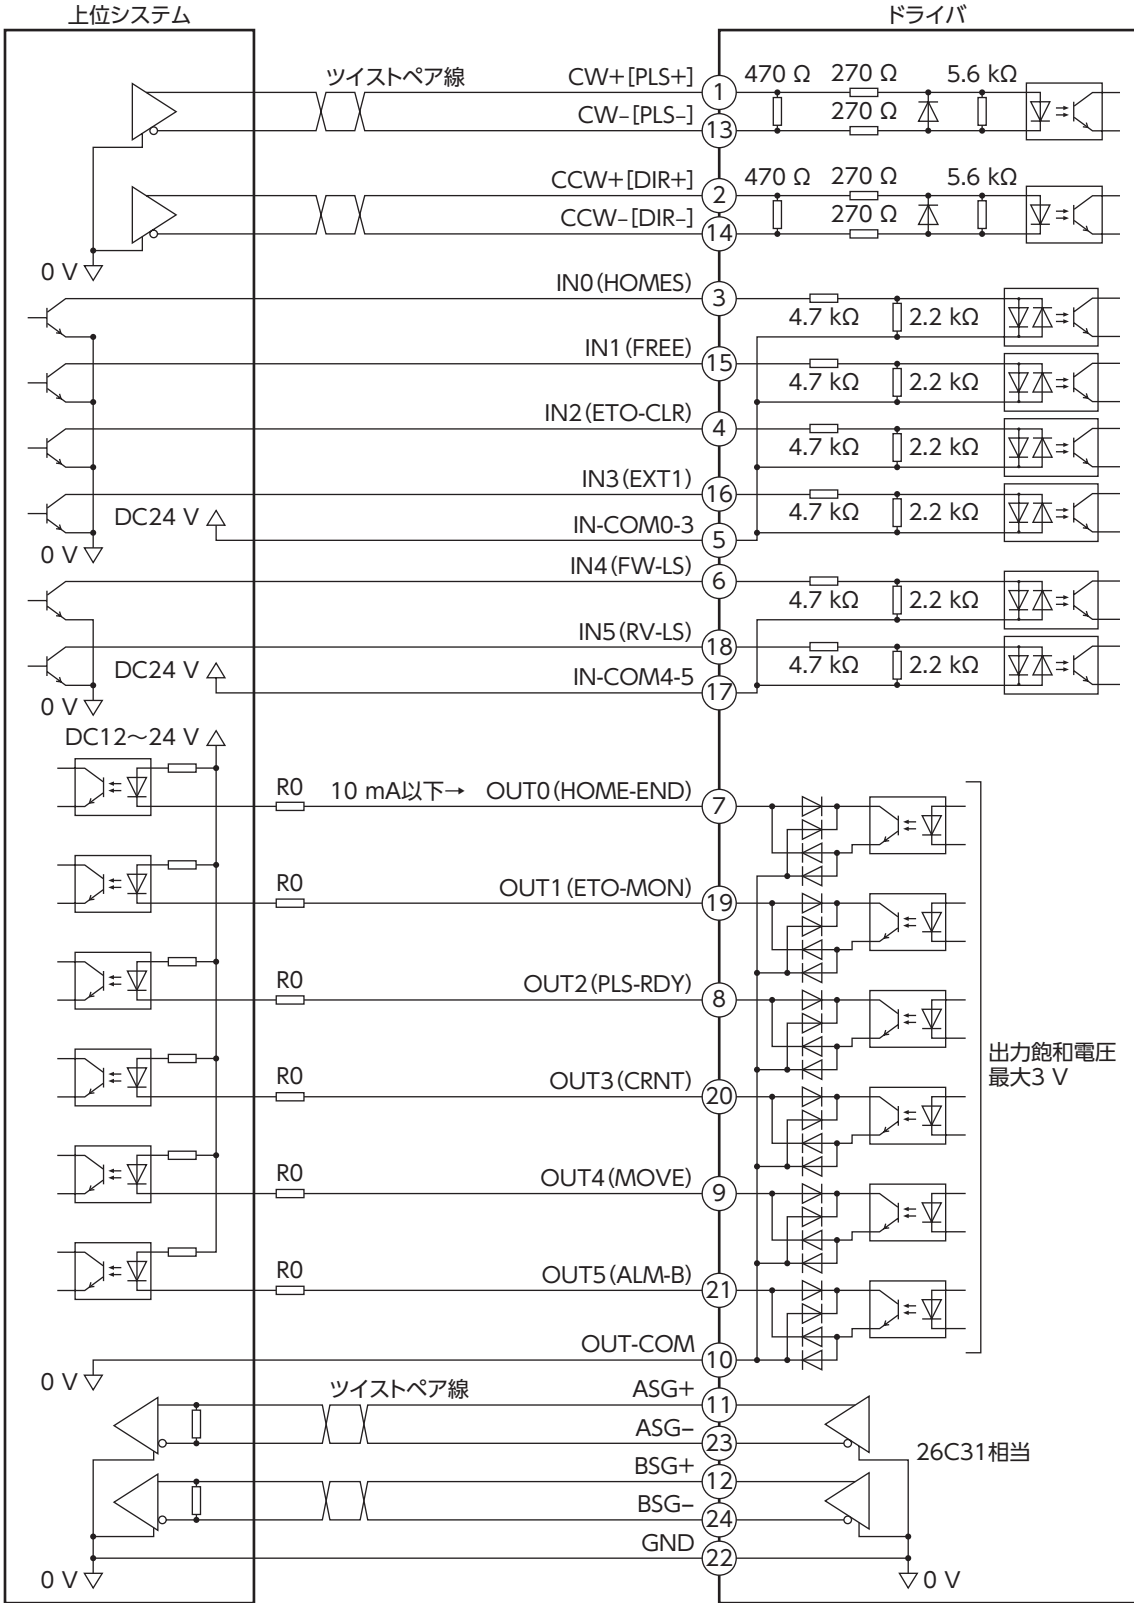 上位システム
ドライバ
ツイストペア線
CW+[PLS+]
1
470 Ω
270 Ω
5.6 kΩ
CW–[PLS–]
13
270 Ω
CCW+[DIR+]
2
470 Ω
270 Ω
5.6 kΩ
CCW–[DIR–]
14
270 Ω
0 V
IN0(HOMES)
3
4.7 kΩ
2.2 kΩ
IN1(FREE)
15
4.7 kΩ
2.2 kΩ
IN2(ETO-CLR)
4
4.7 kΩ
2.2 kΩ
IN3(EXT1)
16
4.7 kΩ
2.2 kΩ
DC24 V
IN-COM0-3
5
0 V
IN4(FW-LS)
6
4.7 kΩ
2.2 kΩ
IN5(RV-LS)
18
4.7 kΩ
2.2 kΩ
DC24 V
IN-COM4-5
17
0 V
DC12～24 V
R0
10 mA以下→
OUT0(HOME-END)
7
R0
OUT1(ETO-MON)
19
R0
OUT2(PLS-RDY)
8
出力飽和電圧
最大3 V
R0
OUT3(CRNT)
20
R0
OUT4(MOVE)
9
R0
OUT5(ALM-B)
21
OUT-COM
10
0 V
ツイストペア線
ASG+
11
ASG–
23
26C31相当
BSG+
12
BSG–
24
GND
22
0 V
0 V